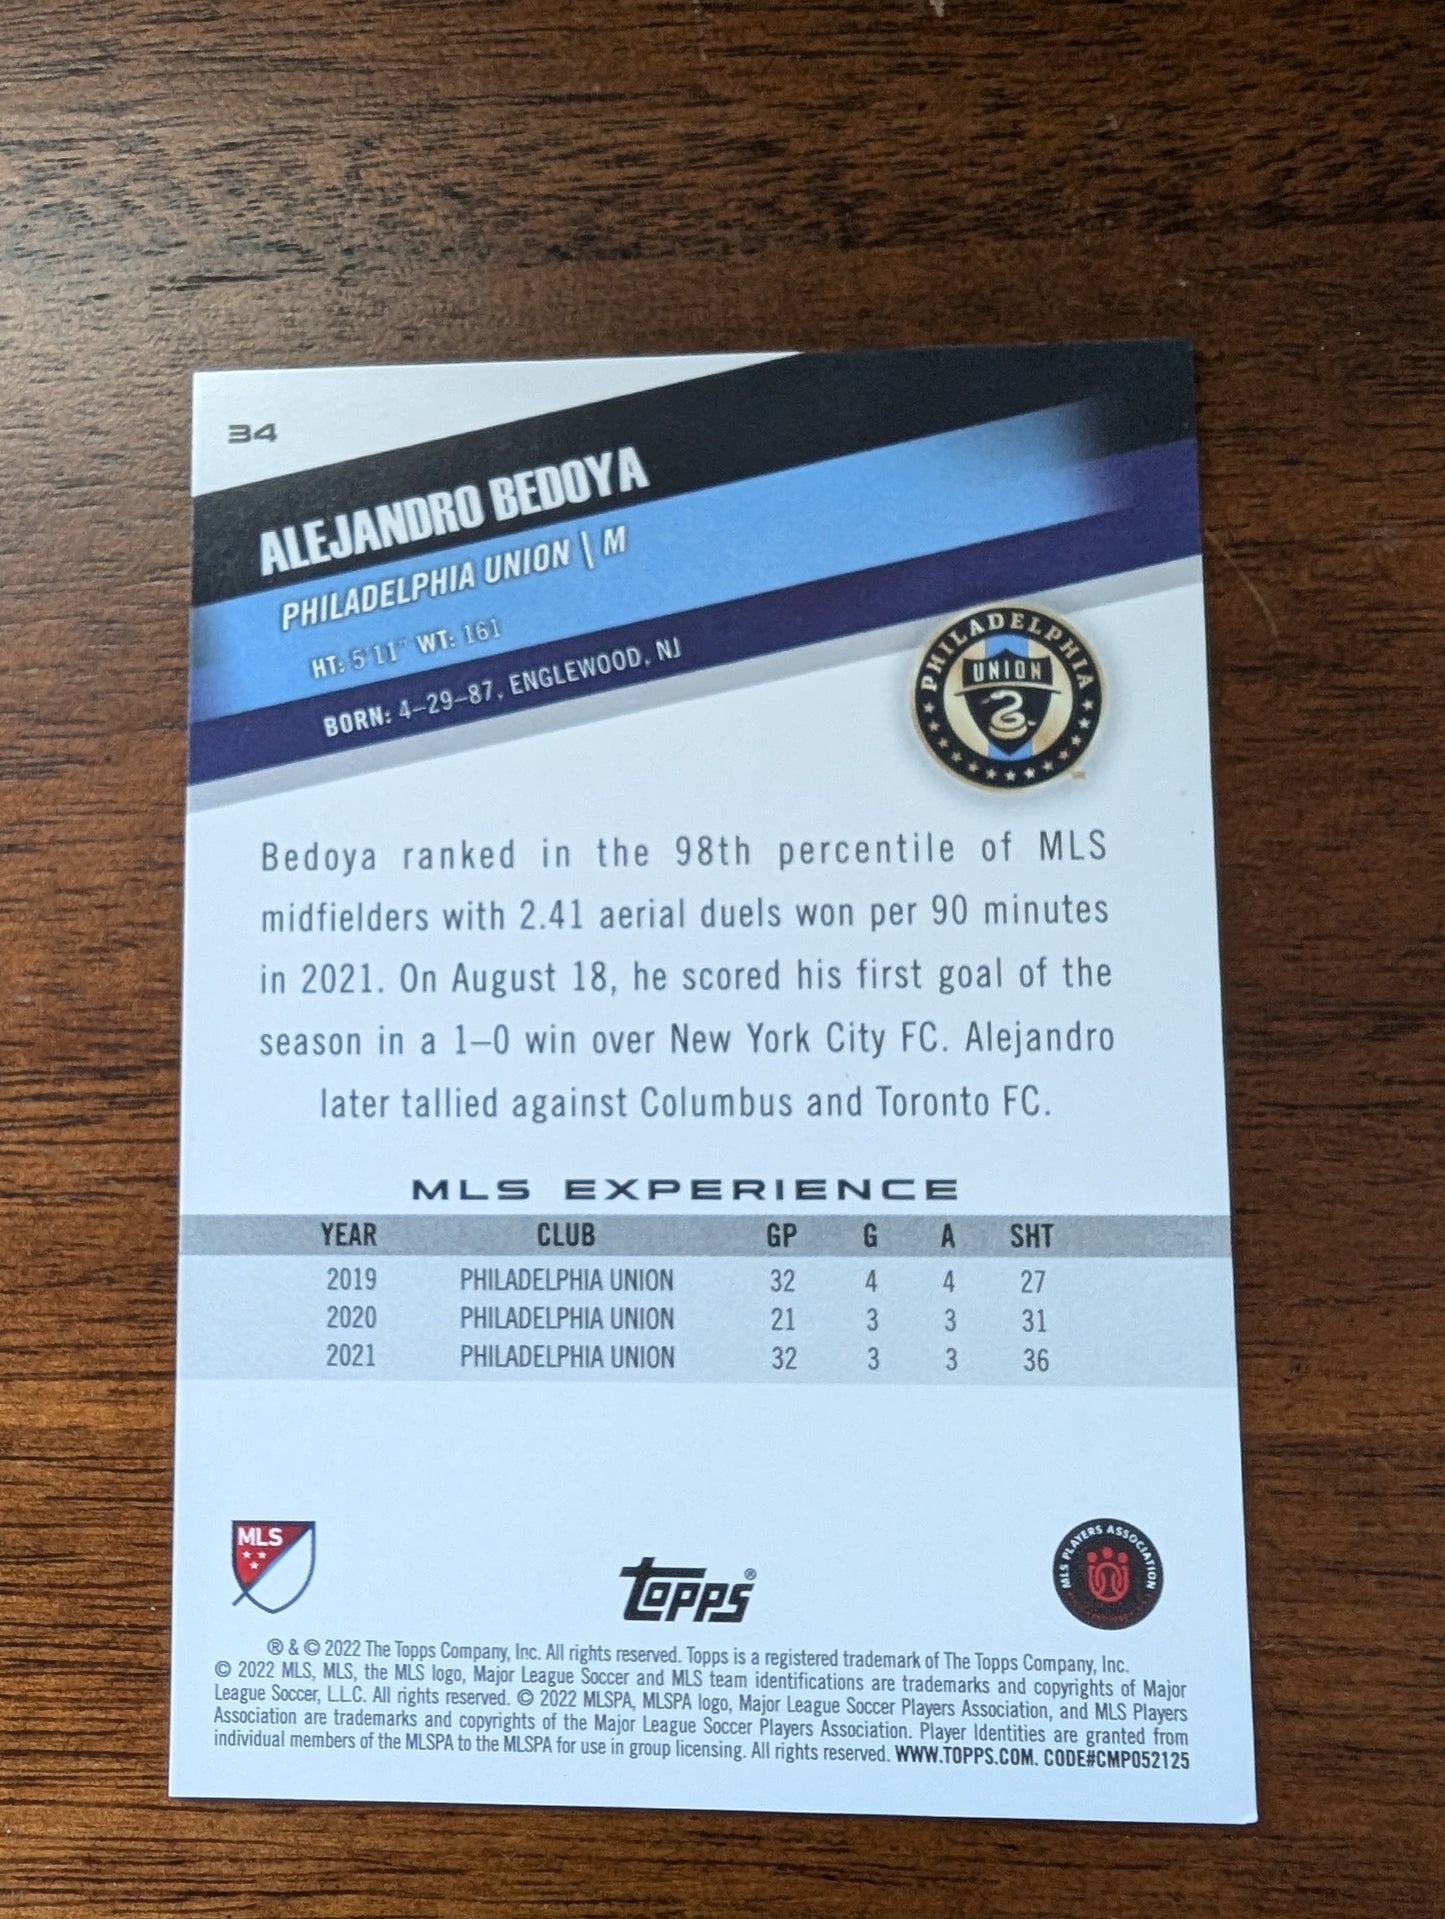 34
ALEJANDRO BEDOYA
PHILADELPHIA UNION \ M
HT: 5'11" WT: 161
BORN: 4-29-87, ENGLEWOOD, NJ
PHILADELPHIA
UNION
Bedoya ranked in the 98th percentile of MLS
midfielders with 2.41 aerial duels won per 90 minutes
in 2021. On August 18, he scored his first goal of the
season in a 1–0 win over New York City FC. Alejandro
later tallied against Columbus and Toronto FC.
MLS EXPERIENCE
YEAR CLUB GP G A SHT
2019 PHILADELPHIA UNION 32 4 4 27
2020 PHILADELPHIA UNION 21 3 3 31
2021 PHILADELPHIA UNION 32 3 3 36
MLS
topps®
MLS PLAYERS ASSOCIATION
® & © 2022 The Topps Company, Inc. All rights reserved. Topps is a registered trademark of The Topps Company, Inc.
© 2022 MLS, MLS, the MLS logo, Major League Soccer and MLS team identifications are trademarks and copyrights of Major
League Soccer, L.L.C. All rights reserved. © 2022 MLSPA, MLSPA logo, Major League Soccer Players Association, and MLS Players
Association are trademarks and copyrights of the Major League Soccer Players Association. Player Identities are granted from
individual members of the MLSPA to the MLSPA for use in group licensing. All rights reserved. WWW.TOPPS.COM. CODE#CMP052125